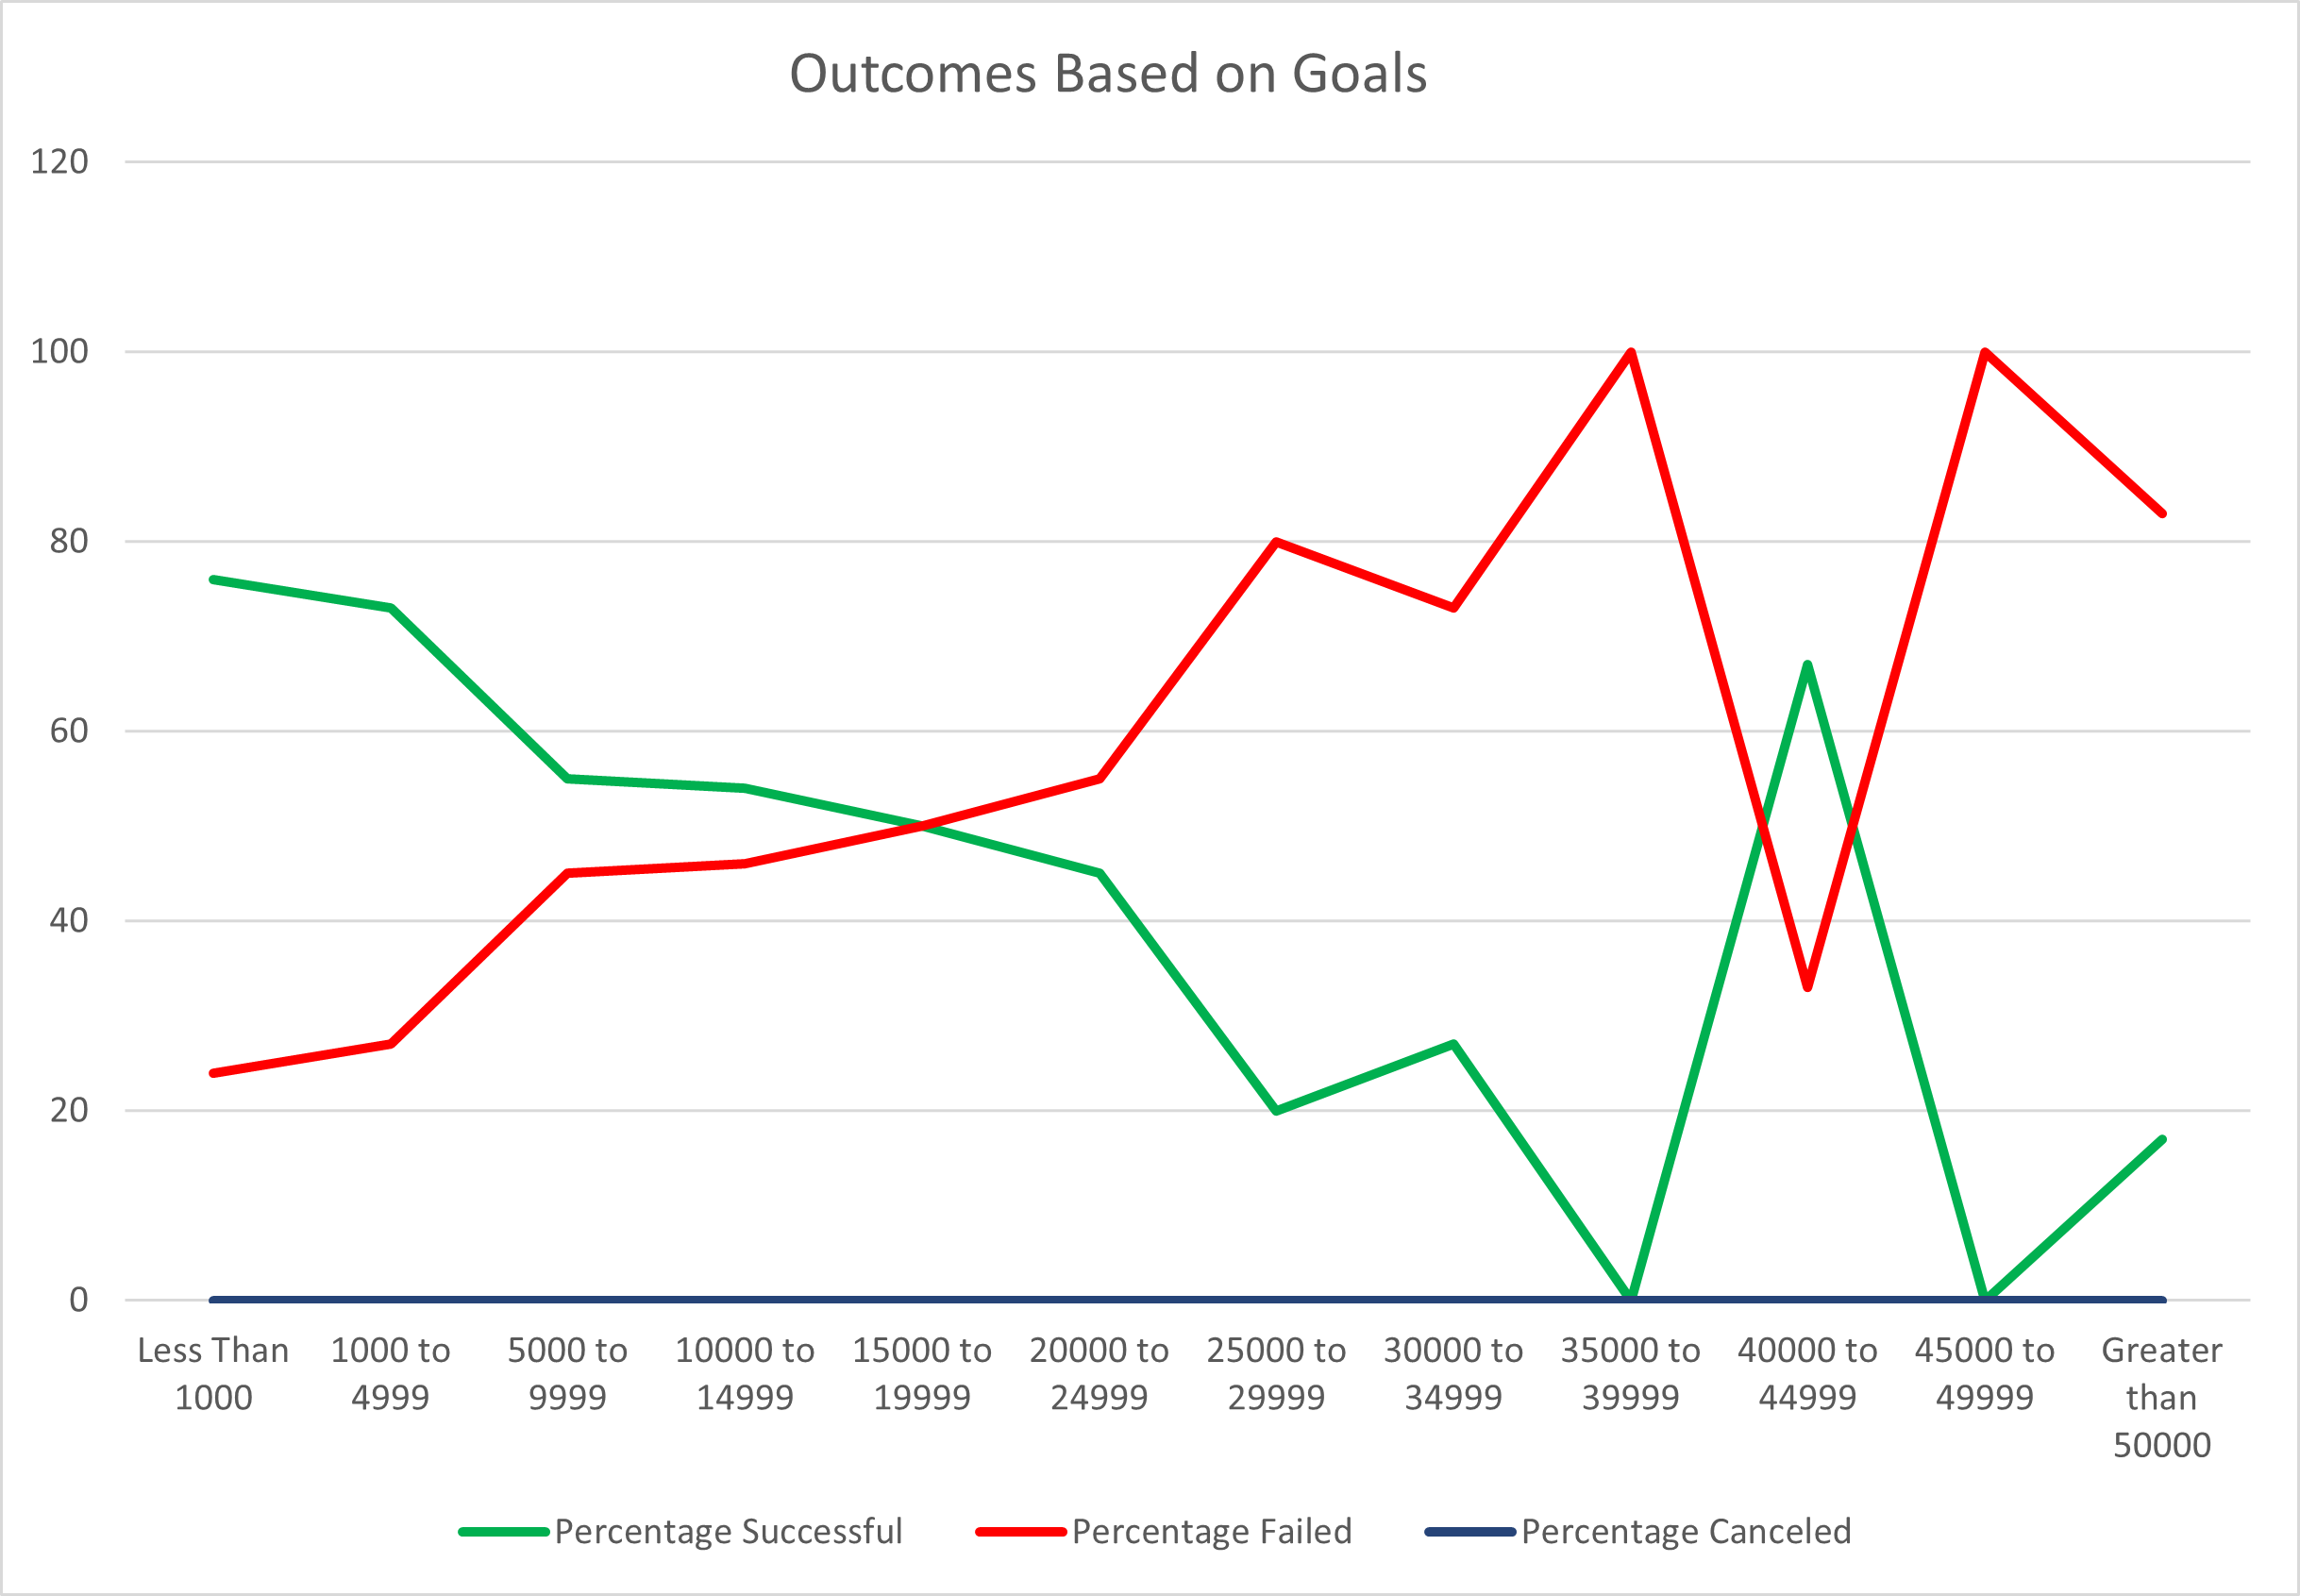 Outcomes Based on Goals
120
100
80
60
40
20
0
Less Than 1000 to 5000 to 10000 to 15000 to 20000 to 25000 to 30000 to 35000 to 40000 to 45000 to Greater
1000 4999 9999 14999 19999 24999 29999 34999 39999 44999 49999 than
50000
Percentage Successful Percentage Failed Percentage Canceled